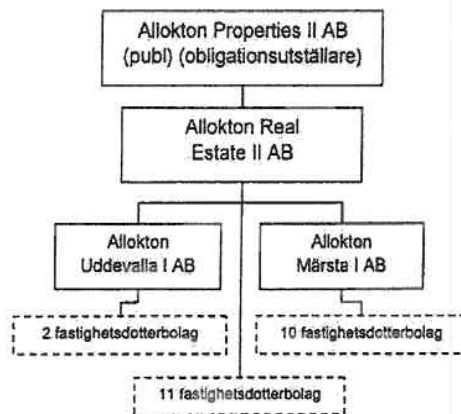 Allokton Properties II AB
(publ) (obligationsutställare)
Allokton Real
Estate II AB
Allokton
Uddevalla I AB
Allokton
Märsta I AB
2 fastighetsdotterbolag
10 fastighetsdotterbolag
11 fastighetsdotterbolag